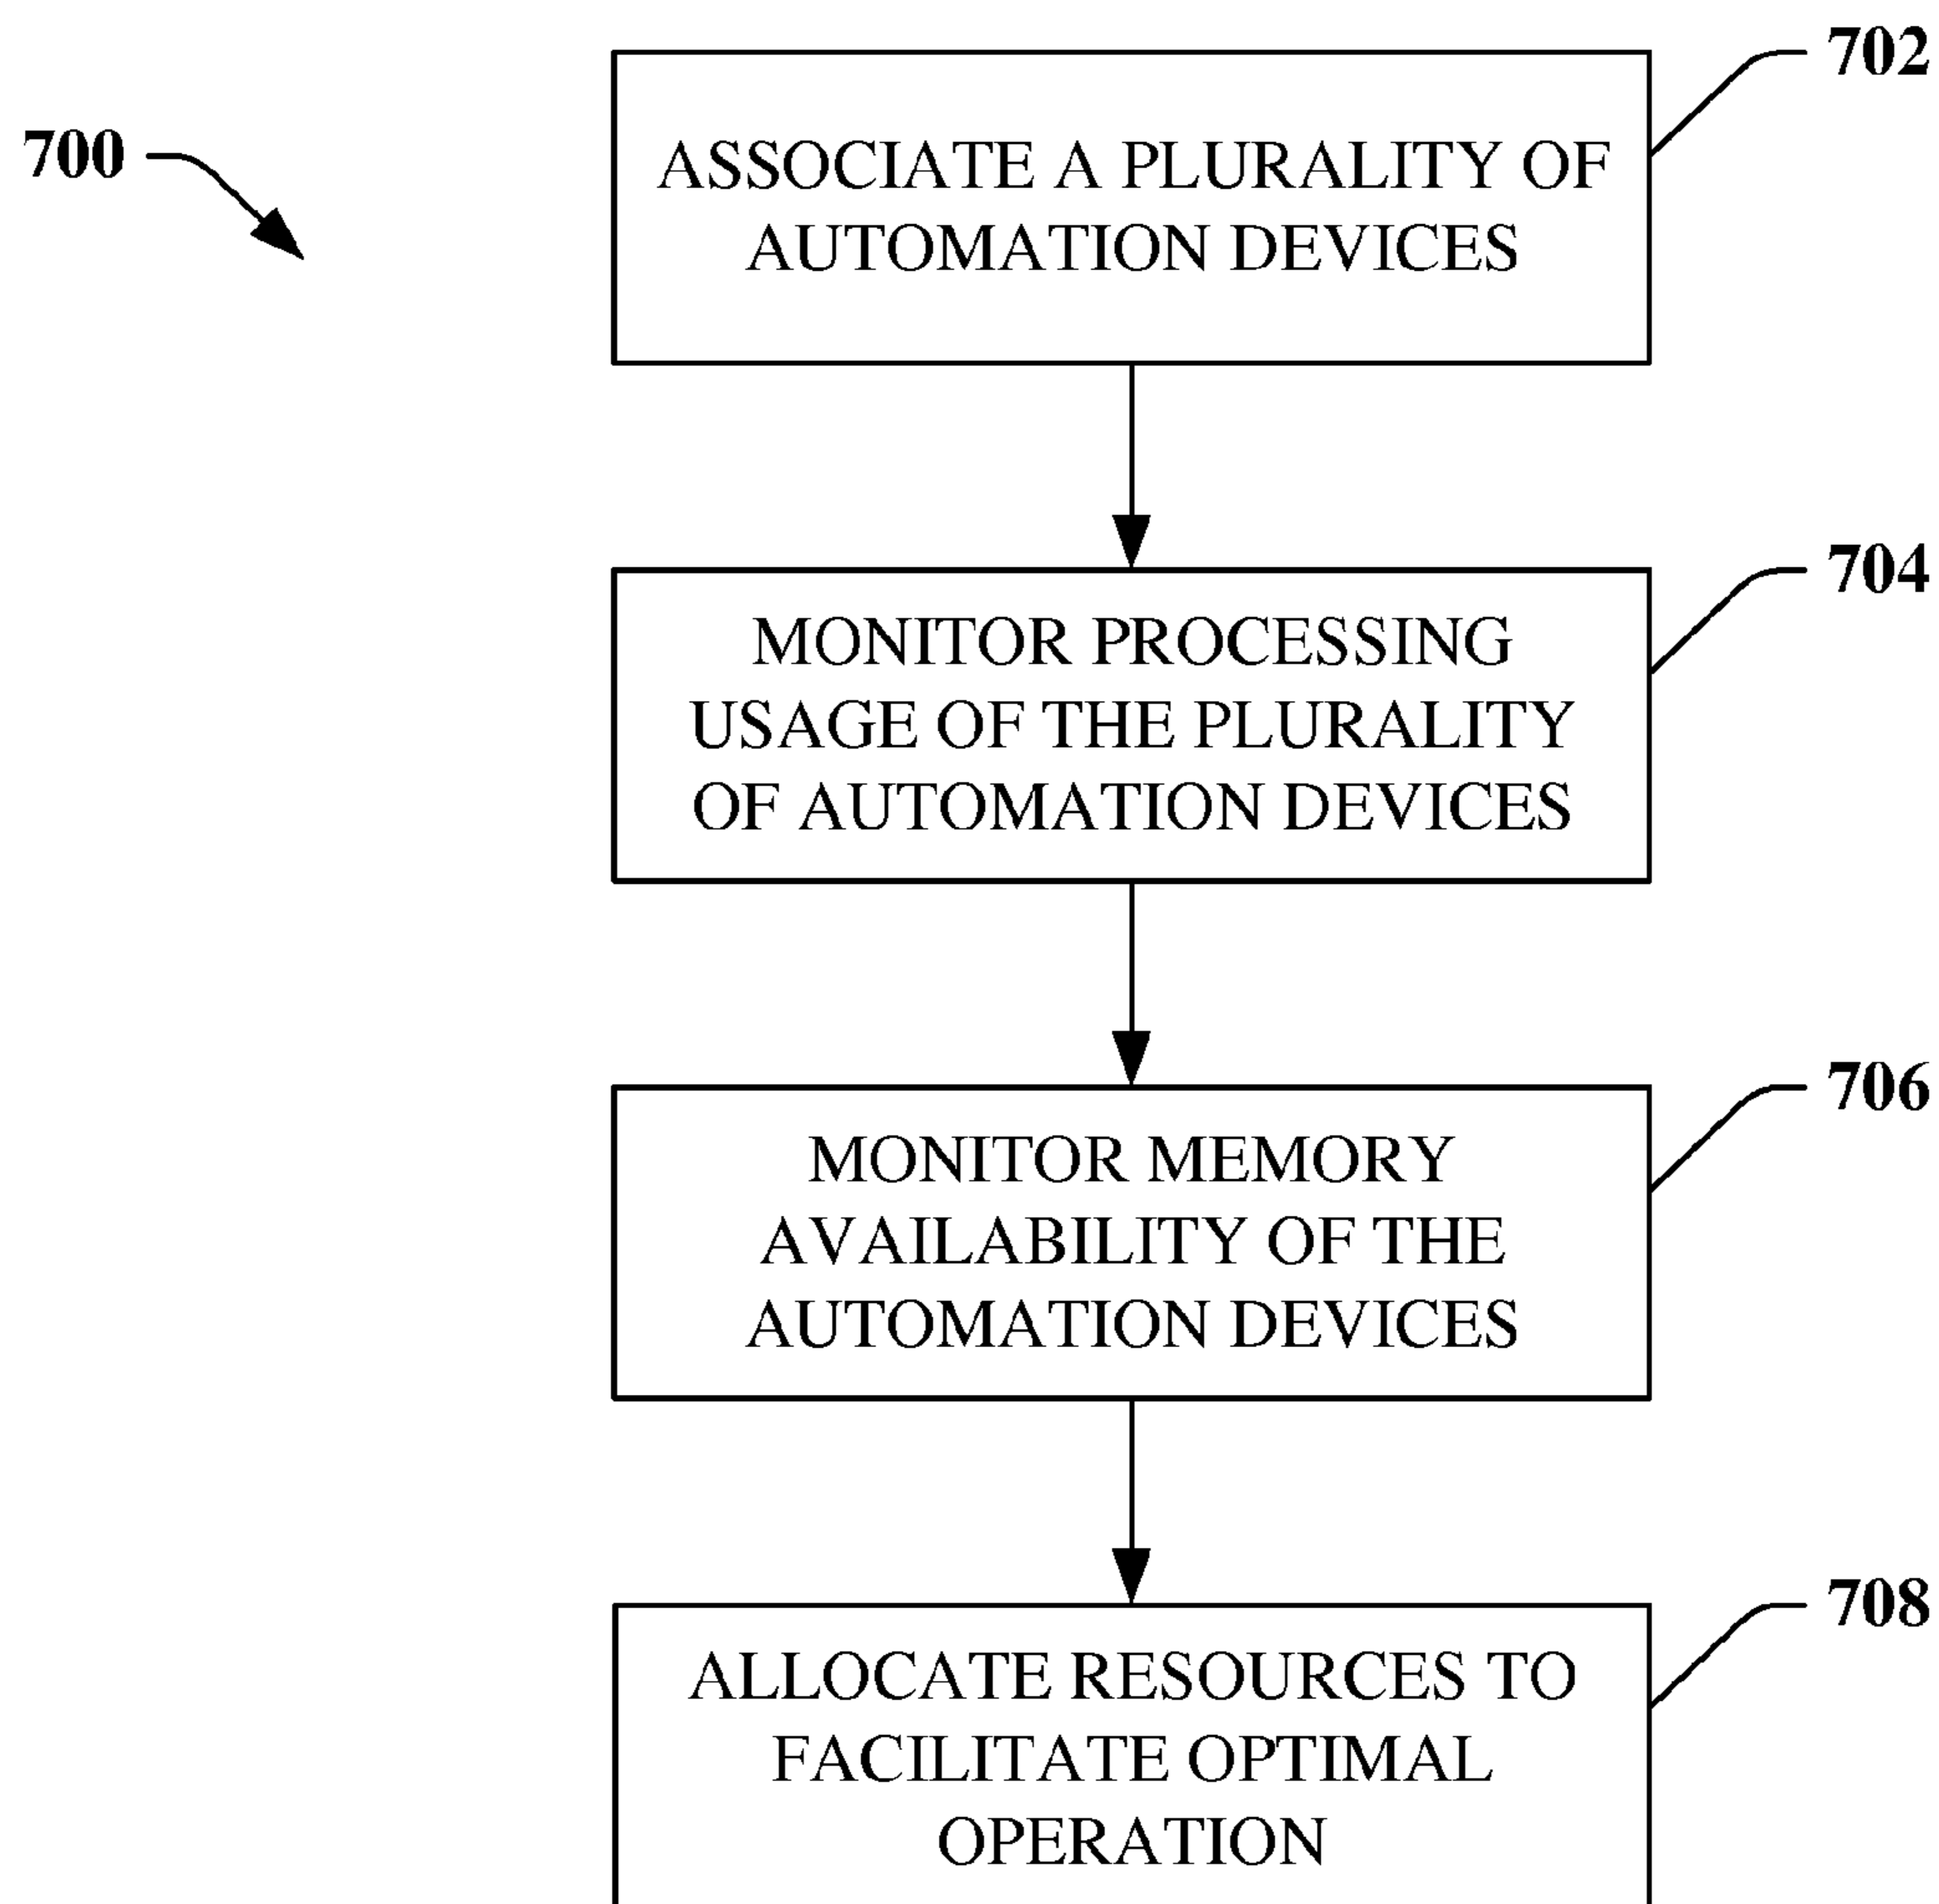 702
700
ASSOCIATE A PLURALITY OF
AUTOMATION DEVICES
704
MONITOR PROCESSING
USAGE OF THE PLURALITY
OF AUTOMATION DEVICES
706
MONITOR MEMORY
AVAILABILITY OF THE
AUTOMATION DEVICES
708
ALLOCATE RESOURCES TO
FACILITATE OPTIMAL
OPERATION